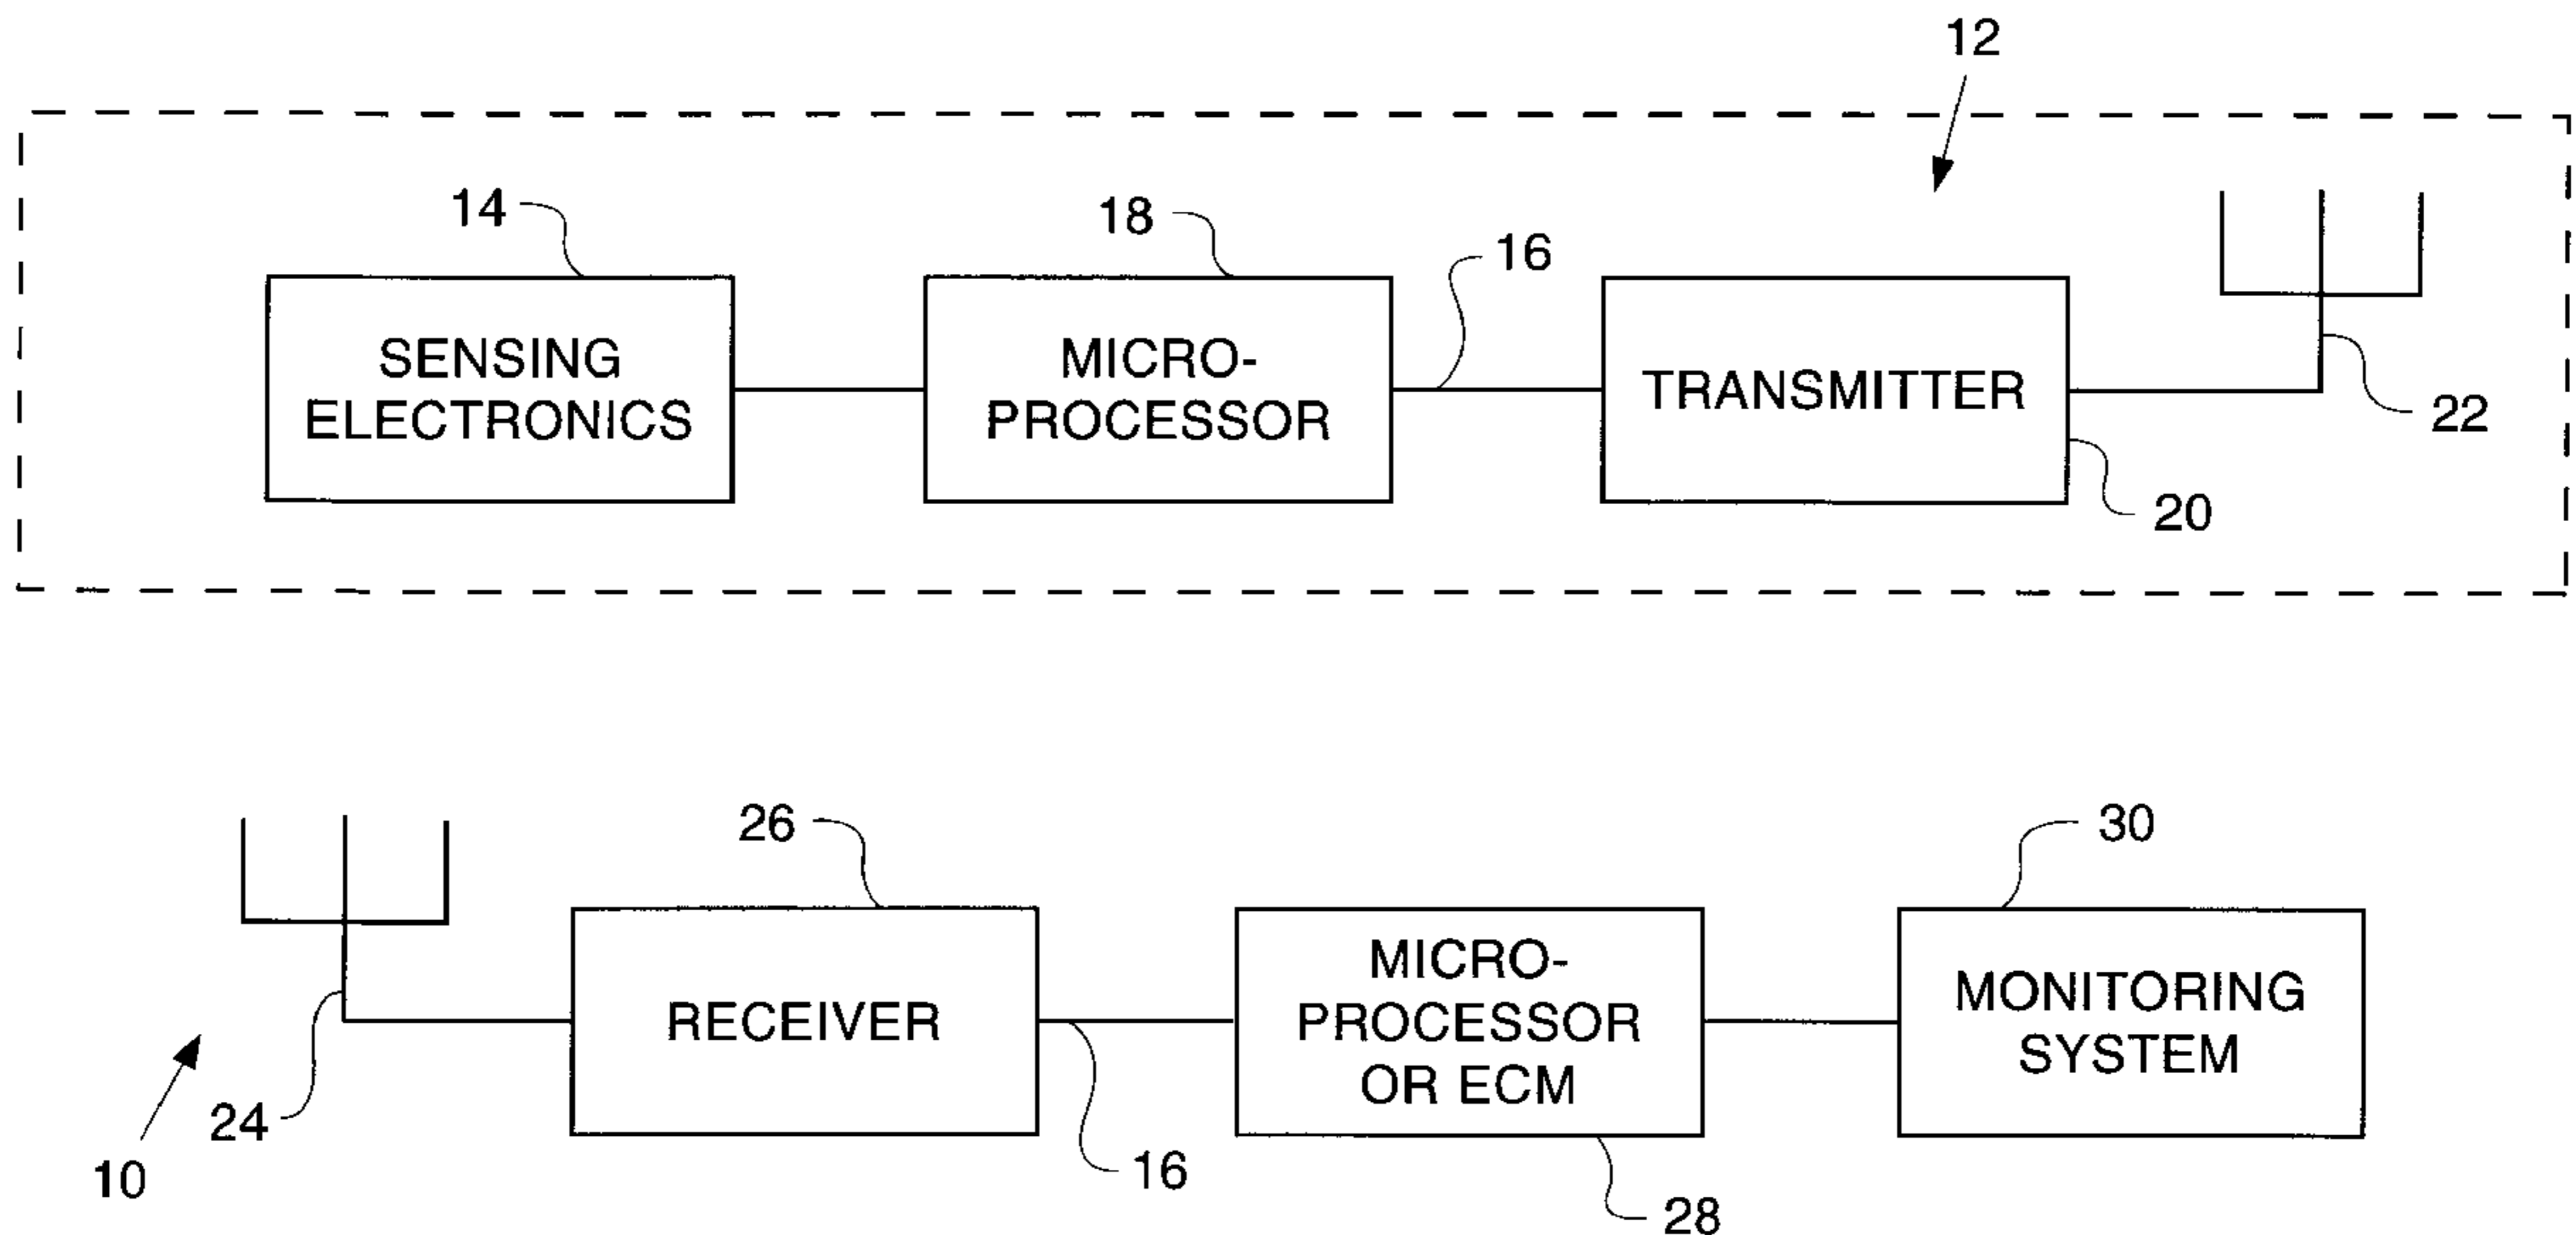 12
14
18
16
SENSING
ELECTRONICS
MICRO-
PROCESSOR
TRANSMITTER
22
20
26
30
RECEIVER
MICRO-
PROCESSOR
OR ECM
MONITORING
SYSTEM
24
10
16
28